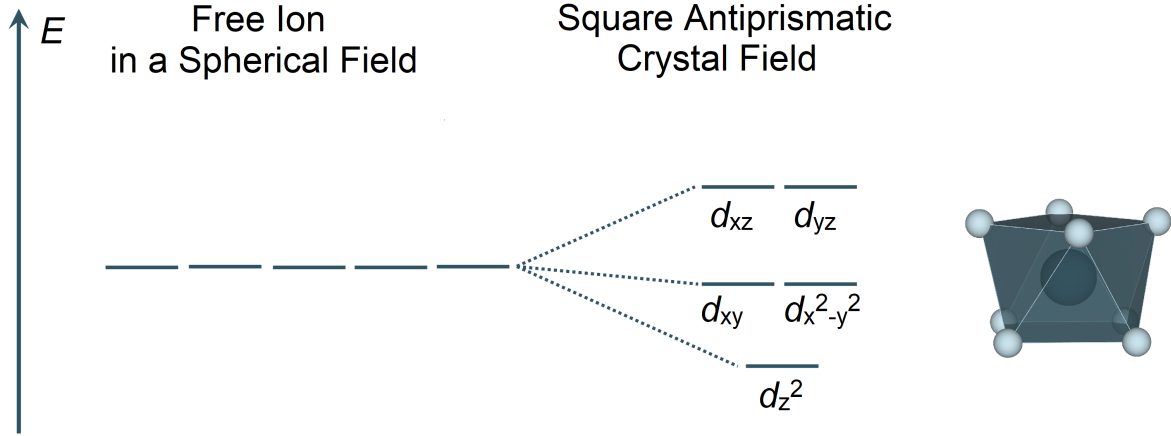 E
Free Ion
in a Spherical Field
Square Antiprismatic
Crystal Field
dxz dyz
dxy dx²-y²
dz²